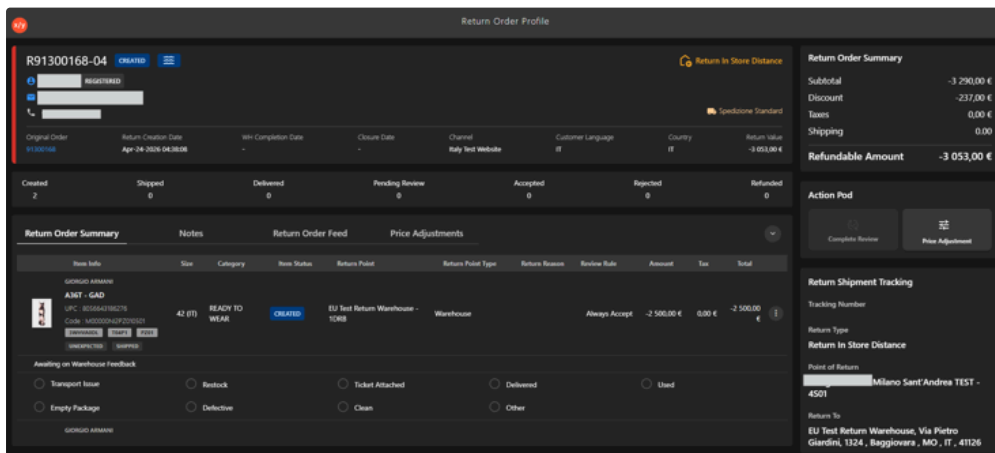 x/y
Return Order Profile
R91300168-04 CREATED
Return In Store Distance
REGISTERED
Spedizione Standard
Original Order Return Creation Date WH Completion Date Closure Date Channel Customer Language Country Return Value
91300168 Apr-24-2026 04:38:08 - - Italy Test Website IT IT -3 053,00 €
Created Shipped Delivered Pending Review Accepted Rejected Refunded
2 0 0 0 0 0 0
Return Order Summary Notes Return Order Feed Price Adjustments
Item Info Size Category Item Status Return Point Return Point Type Return Reason Review Rule Amount Tax Total
GIORGIO ARMANI
A36T - GAD
UPC : 8056643186276
42 (IT) READY TO WEAR CREATED EU Test Return Warehouse - 1DRB Warehouse Always Accept -2 500,00 € 0,00 € -2 500,00 €
Code :
UNEXPECTED SHIPPED
Awaiting on Warehouse Feedback
Transport Issue Restock Ticket Attached Delivered Used
Empty Package Defective Clean Other
GIORGIO ARMANI
Return Order Summary
Subtotal -3 290,00 €
Discount -237,00 €
Taxes 0,00 €
Shipping 0.00
Refundable Amount -3 053,00 €
Action Pod
Complete Review Price Adjustment
Return Shipment Tracking
Tracking Number
Return Type
Return In Store Distance
Point of Return
Milano Sant'Andrea TEST -
4S01
Return To
EU Test Return Warehouse, Via Pietro
Giardini, 1324 , Baggiovara , MO , IT , 41126